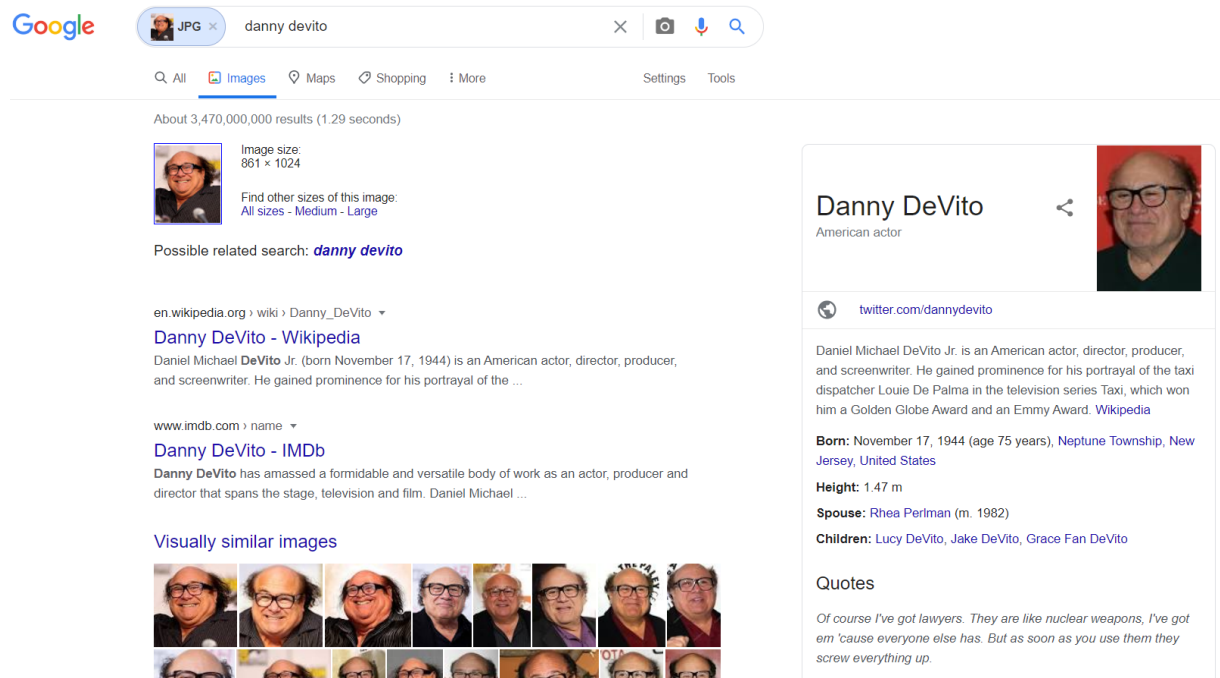 Google
JPG × danny devito
All Images Maps Shopping More Settings Tools
About 3,470,000,000 results (1.29 seconds)
Image size:
861 × 1024
Find other sizes of this image:
All sizes - Medium - Large
Possible related search: danny devito
en.wikipedia.org › wiki › Danny_DeVito
Danny DeVito - Wikipedia
Daniel Michael DeVito Jr. (born November 17, 1944) is an American actor, director, producer,
and screenwriter. He gained prominence for his portrayal of the ...
www.imdb.com › name
Danny DeVito - IMDb
Danny DeVito has amassed a formidable and versatile body of work as an actor, producer and
director that spans the stage, television and film. Daniel Michael ...
Visually similar images
Danny DeVito
American actor
twitter.com/dannydevito
Daniel Michael DeVito Jr. is an American actor, director, producer,
and screenwriter. He gained prominence for his portrayal of the taxi
dispatcher Louie De Palma in the television series Taxi, which won
him a Golden Globe Award and an Emmy Award. Wikipedia
Born: November 17, 1944 (age 75 years), Neptune Township, New
Jersey, United States
Height: 1.47 m
Spouse: Rhea Perlman (m. 1982)
Children: Lucy DeVito, Jake DeVito, Grace Fan DeVito
Quotes
Of course I've got lawyers. They are like nuclear weapons, I've got
em 'cause everyone else has. But as soon as you use them they
screw everything up.